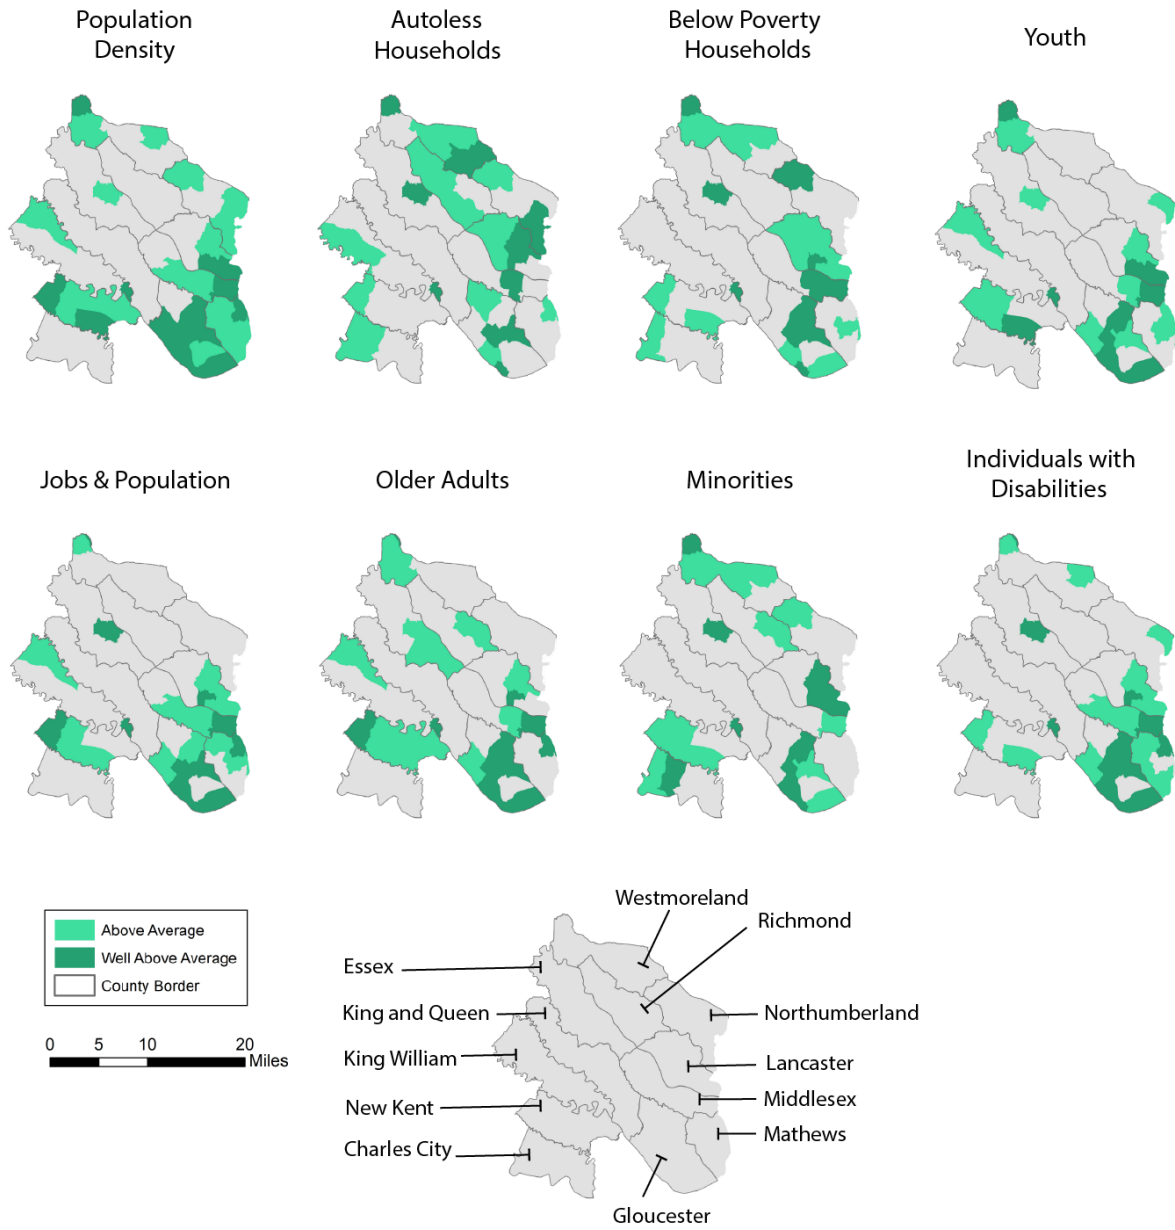 Population
Density
Autoless
Households
Below Poverty
Households
Youth
Jobs & Population
Older Adults
Minorities
Individuals with
Disabilities
Above Average
Well Above Average
County Border
0 5 10 20
Miles
Westmoreland
Richmond
Essex
King and Queen
Northumberland
King William
Lancaster
New Kent
Middlesex
Charles City
Mathews
Gloucester